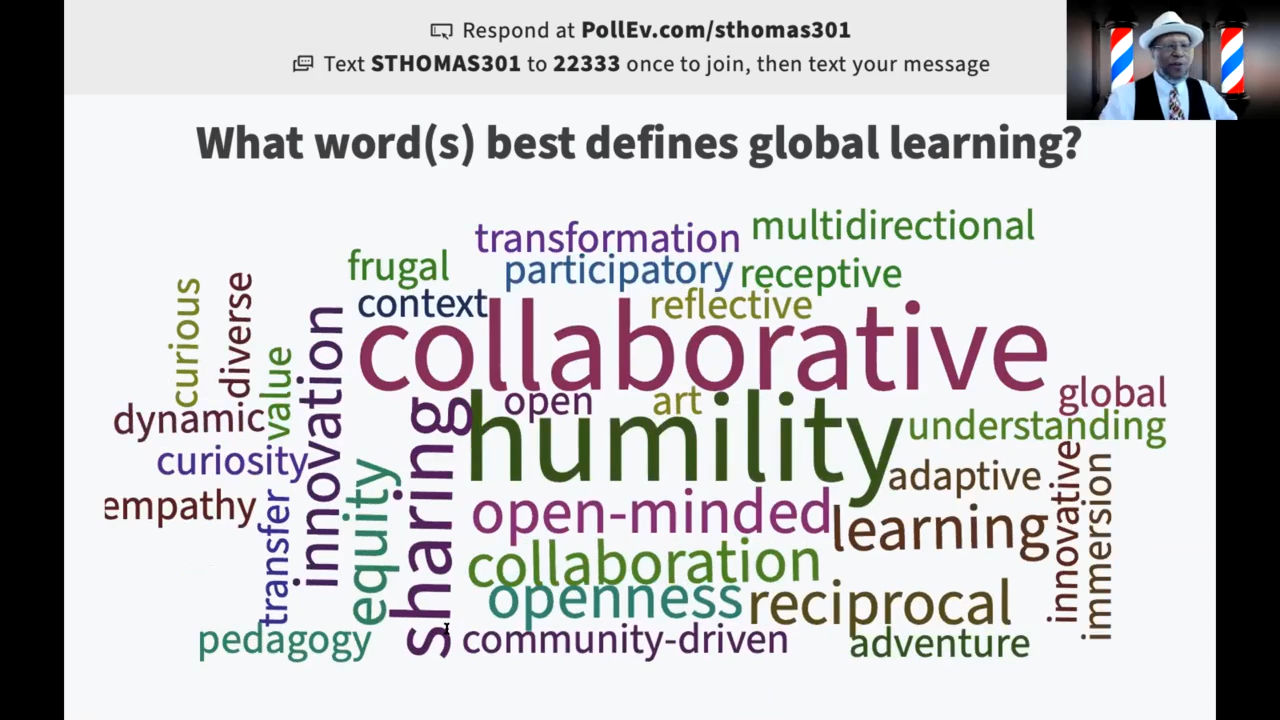 Respond at PollEv.com/sthomas301
Text STHOMAS301 to 22333 once to join, then text your message
What word(s) best defines global learning?
transformation
multidirectional
frugal
participatory
receptive
curious
diverse
context
reflective
collaborative
value
innovation
open
art
global
dynamic
sharing
humility
understanding
curiosity
equity
adaptive
innovative
immersion
empathy
transfer
open-minded
learning
collaboration
openness
reciprocal
pedagogy
community-driven
adventure